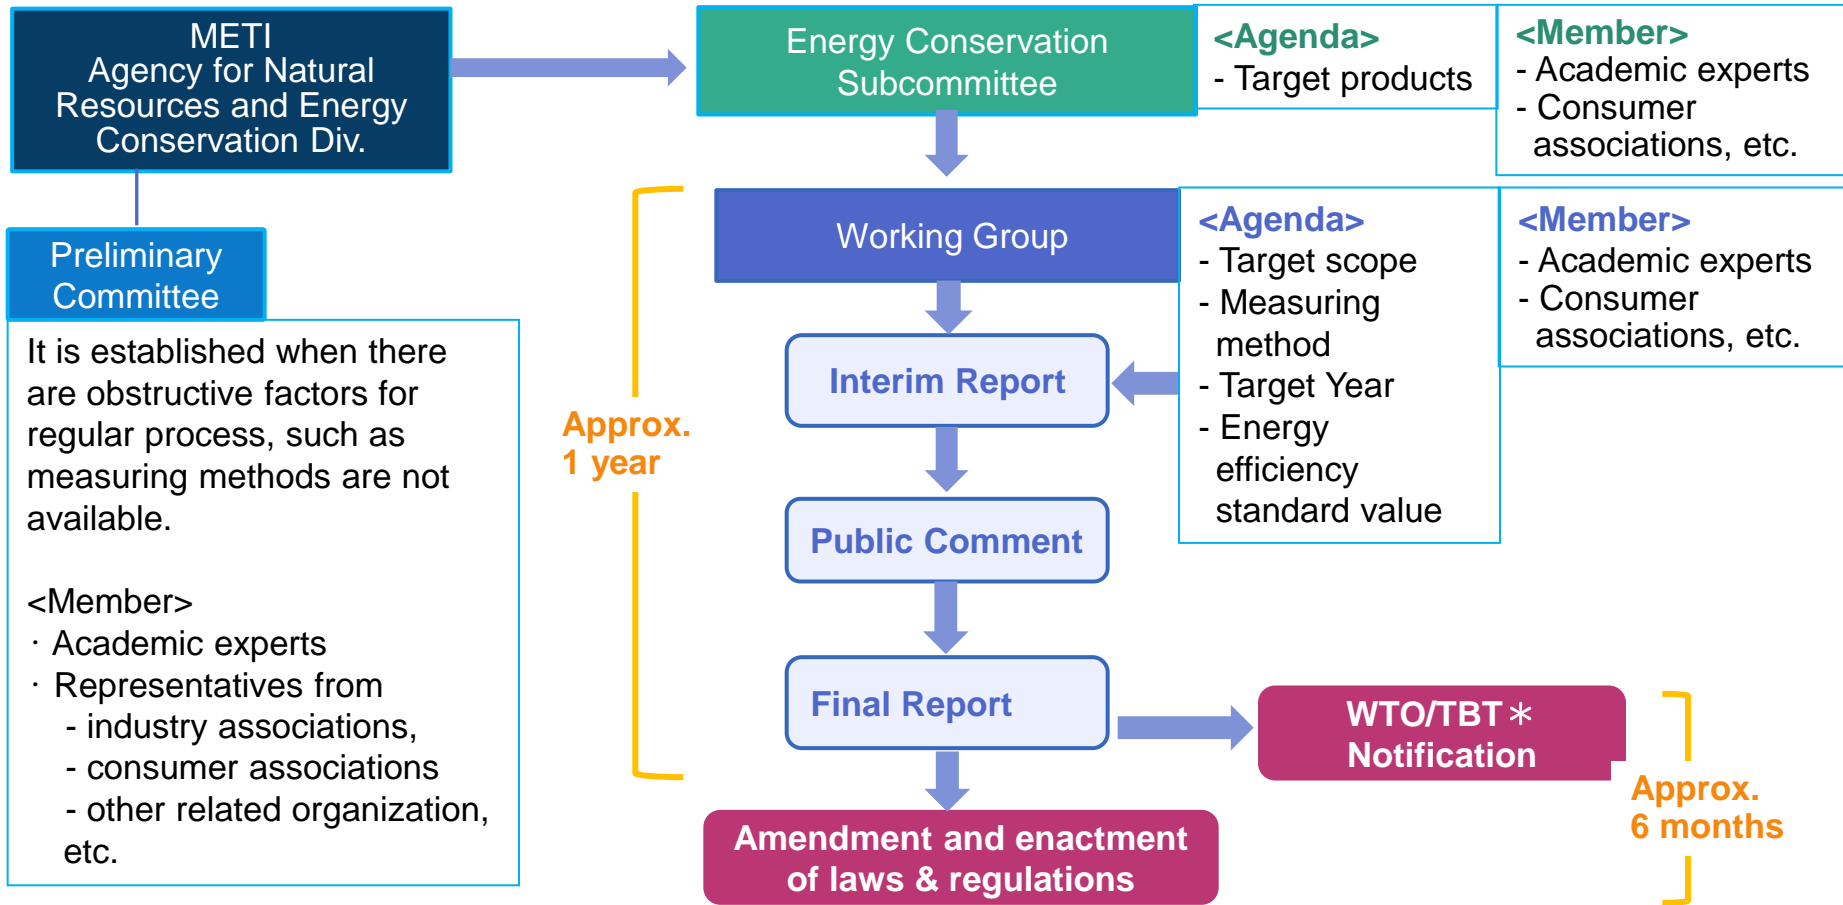 METI
Agency for Natural
Resources and Energy
Conservation Div.
Preliminary
Committee
It is established when there
are obstructive factors for
regular process, such as
measuring methods are not
available.
<Member>
· Academic experts
· Representatives from
- industry associations,
- consumer associations
- other related organization,
etc.
Energy Conservation
Subcommittee
<Agenda>
- Target products
<Member>
- Academic experts
- Consumer
associations, etc.
Working Group
<Agenda>
- Target scope
- Measuring
method
- Target Year
- Energy
efficiency
standard value
<Member>
- Academic experts
- Consumer
associations, etc.
Approx.
1 year
Interim Report
Public Comment
Final Report
WTO/TBT＊
Notification
Amendment and enactment
of laws & regulations
Approx.
6 months